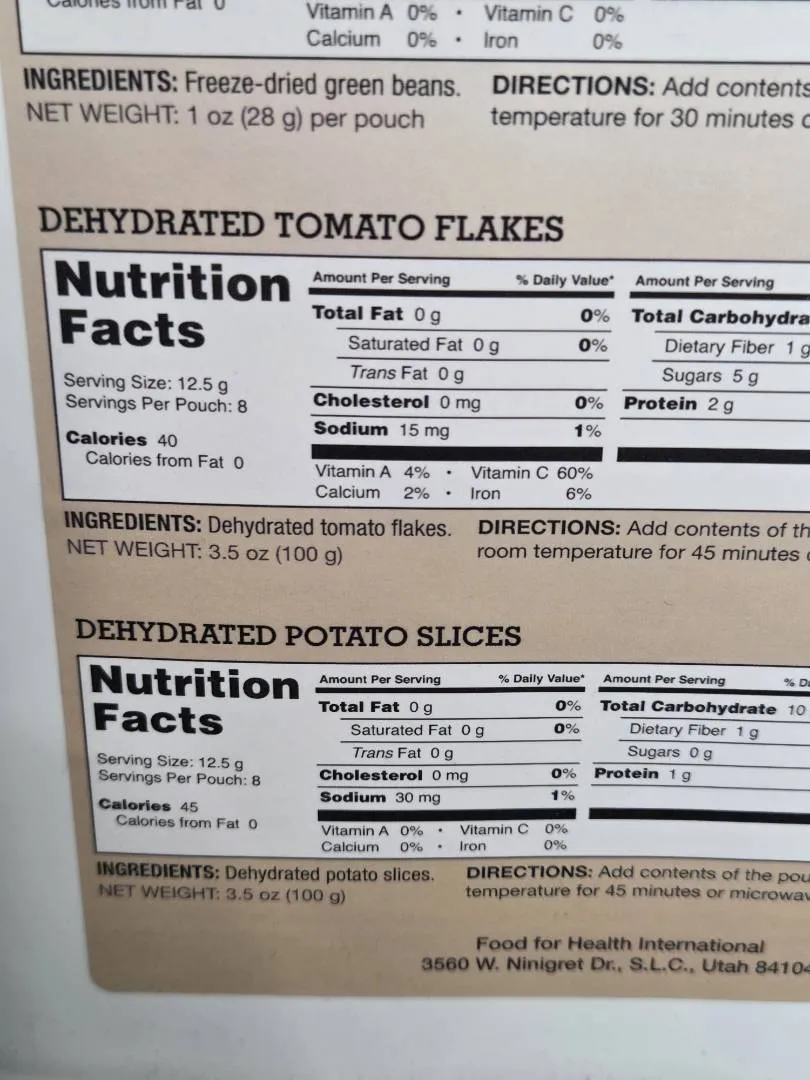 Calories from Fat 0
Vitamin A 0% • Vitamin C 0%
Calcium 0% • Iron 0%
INGREDIENTS: Freeze-dried green beans.
NET WEIGHT: 1 oz (28 g) per pouch
DIRECTIONS: Add contents
temperature for 30 minutes
DEHYDRATED TOMATO FLAKES
Nutrition
Facts
Serving Size: 12.5 g
Servings Per Pouch: 8
Calories 40
Calories from Fat 0
Amount Per Serving % Daily Value*
Total Fat 0 g 0%
Saturated Fat 0 g 0%
Trans Fat 0 g
Cholesterol 0 mg 0%
Sodium 15 mg 1%
Amount Per Serving
Total Carbohydra
Dietary Fiber 1 g
Sugars 5 g
Protein 2 g
Vitamin A 4% • Vitamin C 60%
Calcium 2% • Iron 6%
INGREDIENTS: Dehydrated tomato flakes.
NET WEIGHT: 3.5 oz (100 g)
DIRECTIONS: Add contents of th
room temperature for 45 minutes
DEHYDRATED POTATO SLICES
Nutrition
Facts
Serving Size: 12.5 g
Servings Per Pouch: 8
Calories 45
Calories from Fat 0
Amount Per Serving % Daily Value*
Total Fat 0 g 0%
Saturated Fat 0 g 0%
Trans Fat 0 g
Cholesterol 0 mg 0%
Sodium 30 mg 1%
Amount Per Serving % D
Total Carbohydrate 10
Dietary Fiber 1 g
Sugars 0 g
Protein 1 g
Vitamin A 0% • Vitamin C 0%
Calcium 0% • Iron 0%
INGREDIENTS: Dehydrated potato slices.
NET WEIGHT: 3.5 oz (100 g)
DIRECTIONS: Add contents of the pou
temperature for 45 minutes or microwav
Food for Health International
3560 W. Ninigret Dr., S.L.C., Utah 84104